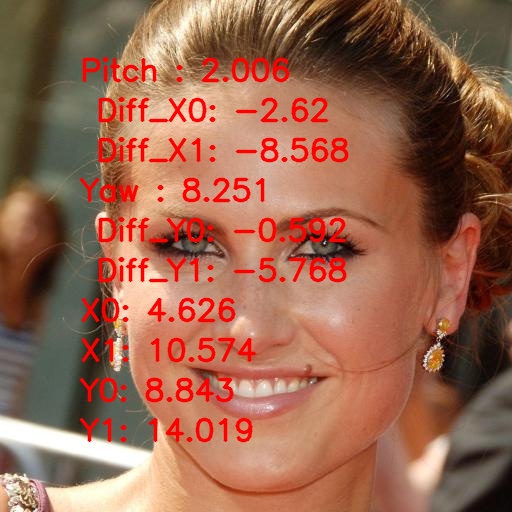 Pitch : 2.006
Diff_X0: -2.62
Diff_X1: -8.568
Yaw : 8.251
Diff_Y0: -0.592
Diff_Y1: -5.768
X0: 4.626
X1: 10.574
Y0: 8.843
Y1: 14.019